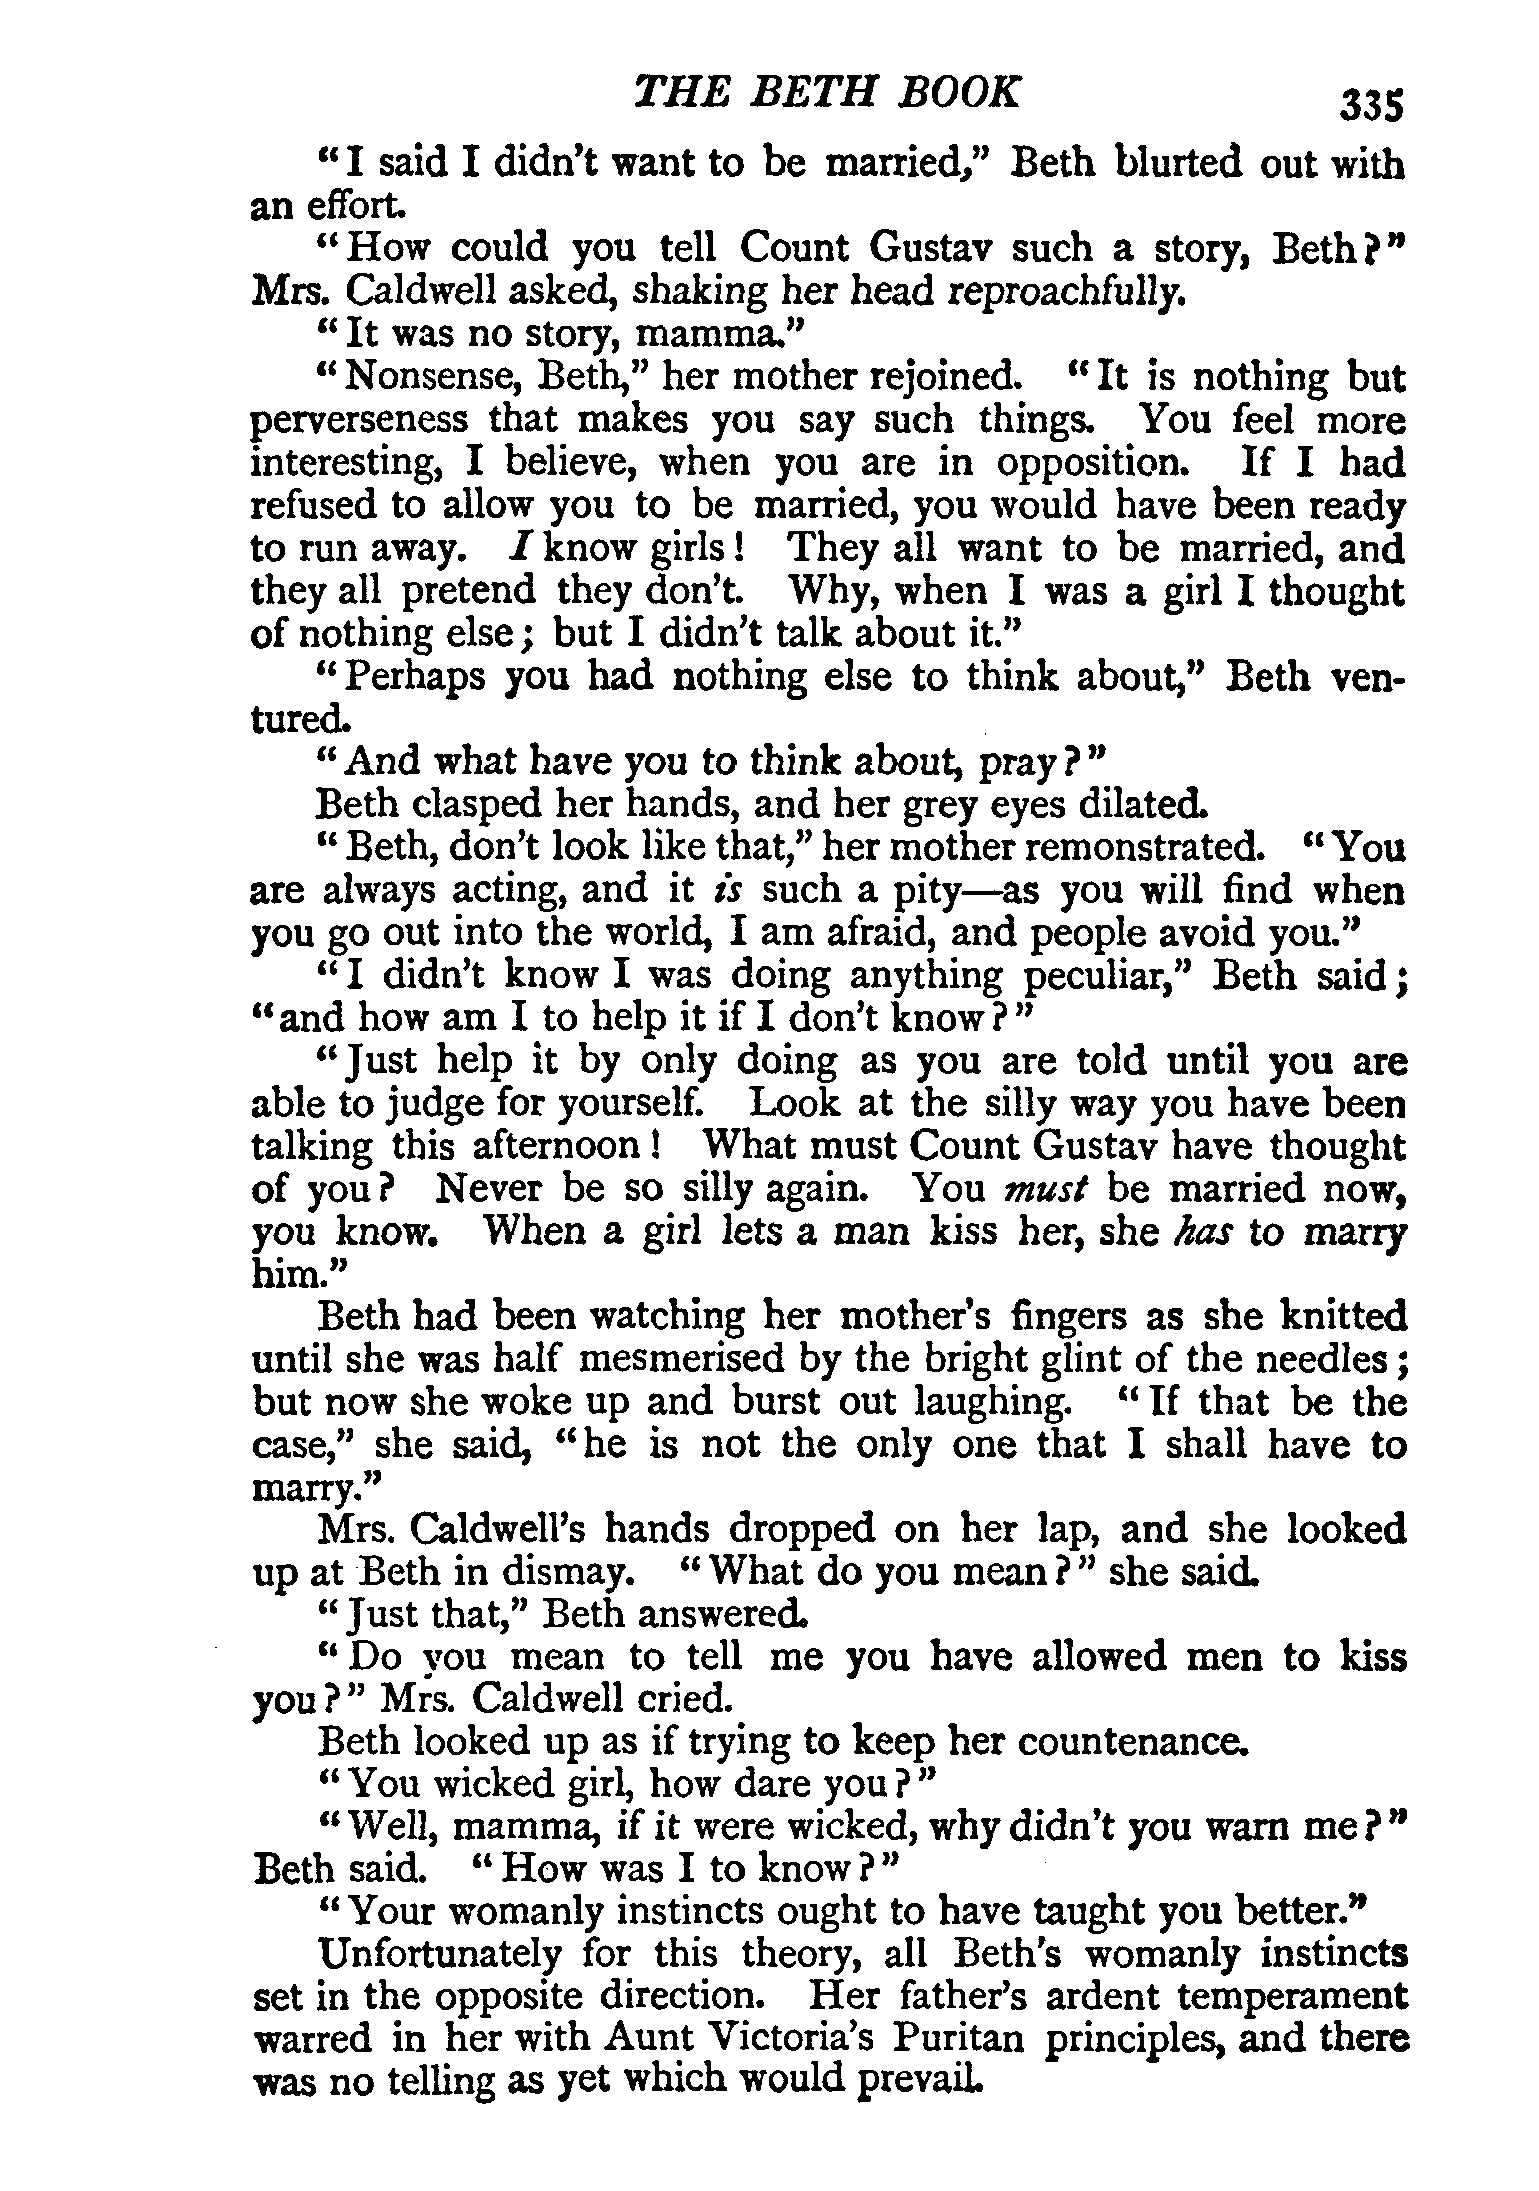 THE BETH BOOK 335
"I said I didn't want to be married," Beth blurted out with
an effort.
"How could you tell Count Gustav such a story, Beth?"
Mrs. Caldwell asked, shaking her head reproachfully.
"It was no story, mamma."
"Nonsense, Beth," her mother rejoined. "It is nothing but
perverseness that makes you say such things. You feel more
interesting, I believe, when you are in opposition. If I had
refused to allow you to be married, you would have been ready
to run away. I know girls! They all want to be married, and
they all pretend they don't. Why, when I was a girl I thought
of nothing else; but I didn't talk about it."
"Perhaps you had nothing else to think about," Beth ven-
tured.
"And what have you to think about, pray?"
Beth clasped her hands, and her grey eyes dilated.
"Beth, don't look like that," her mother remonstrated. "You
are always acting, and it is such a pity—as you will find when
you go out into the world, I am afraid, and people avoid you."
"I didn't know I was doing anything peculiar," Beth said;
"and how am I to help it if I don't know?"
"Just help it by only doing as you are told until you are
able to judge for yourself. Look at the silly way you have been
talking this afternoon! What must Count Gustav have thought
of you? Never be so silly again. You must be married now,
you know. When a girl lets a man kiss her, she has to marry
him."
Beth had been watching her mother's fingers as she knitted
until she was half mesmerised by the bright glint of the needles;
but now she woke up and burst out laughing. "If that be the
case," she said, "he is not the only one that I shall have to
marry."
Mrs. Caldwell's hands dropped on her lap, and she looked
up at Beth in dismay. "What do you mean?" she said.
"Just that," Beth answered.
"Do you mean to tell me you have allowed men to kiss
you?" Mrs. Caldwell cried.
Beth looked up as if trying to keep her countenance.
"You wicked girl, how dare you?"
"Well, mamma, if it were wicked, why didn't you warn me?"
Beth said. "How was I to know?"
"Your womanly instincts ought to have taught you better."
Unfortunately for this theory, all Beth's womanly instincts
set in the opposite direction. Her father's ardent temperament
warred in her with Aunt Victoria's Puritan principles, and there
was no telling as yet which would prevail.